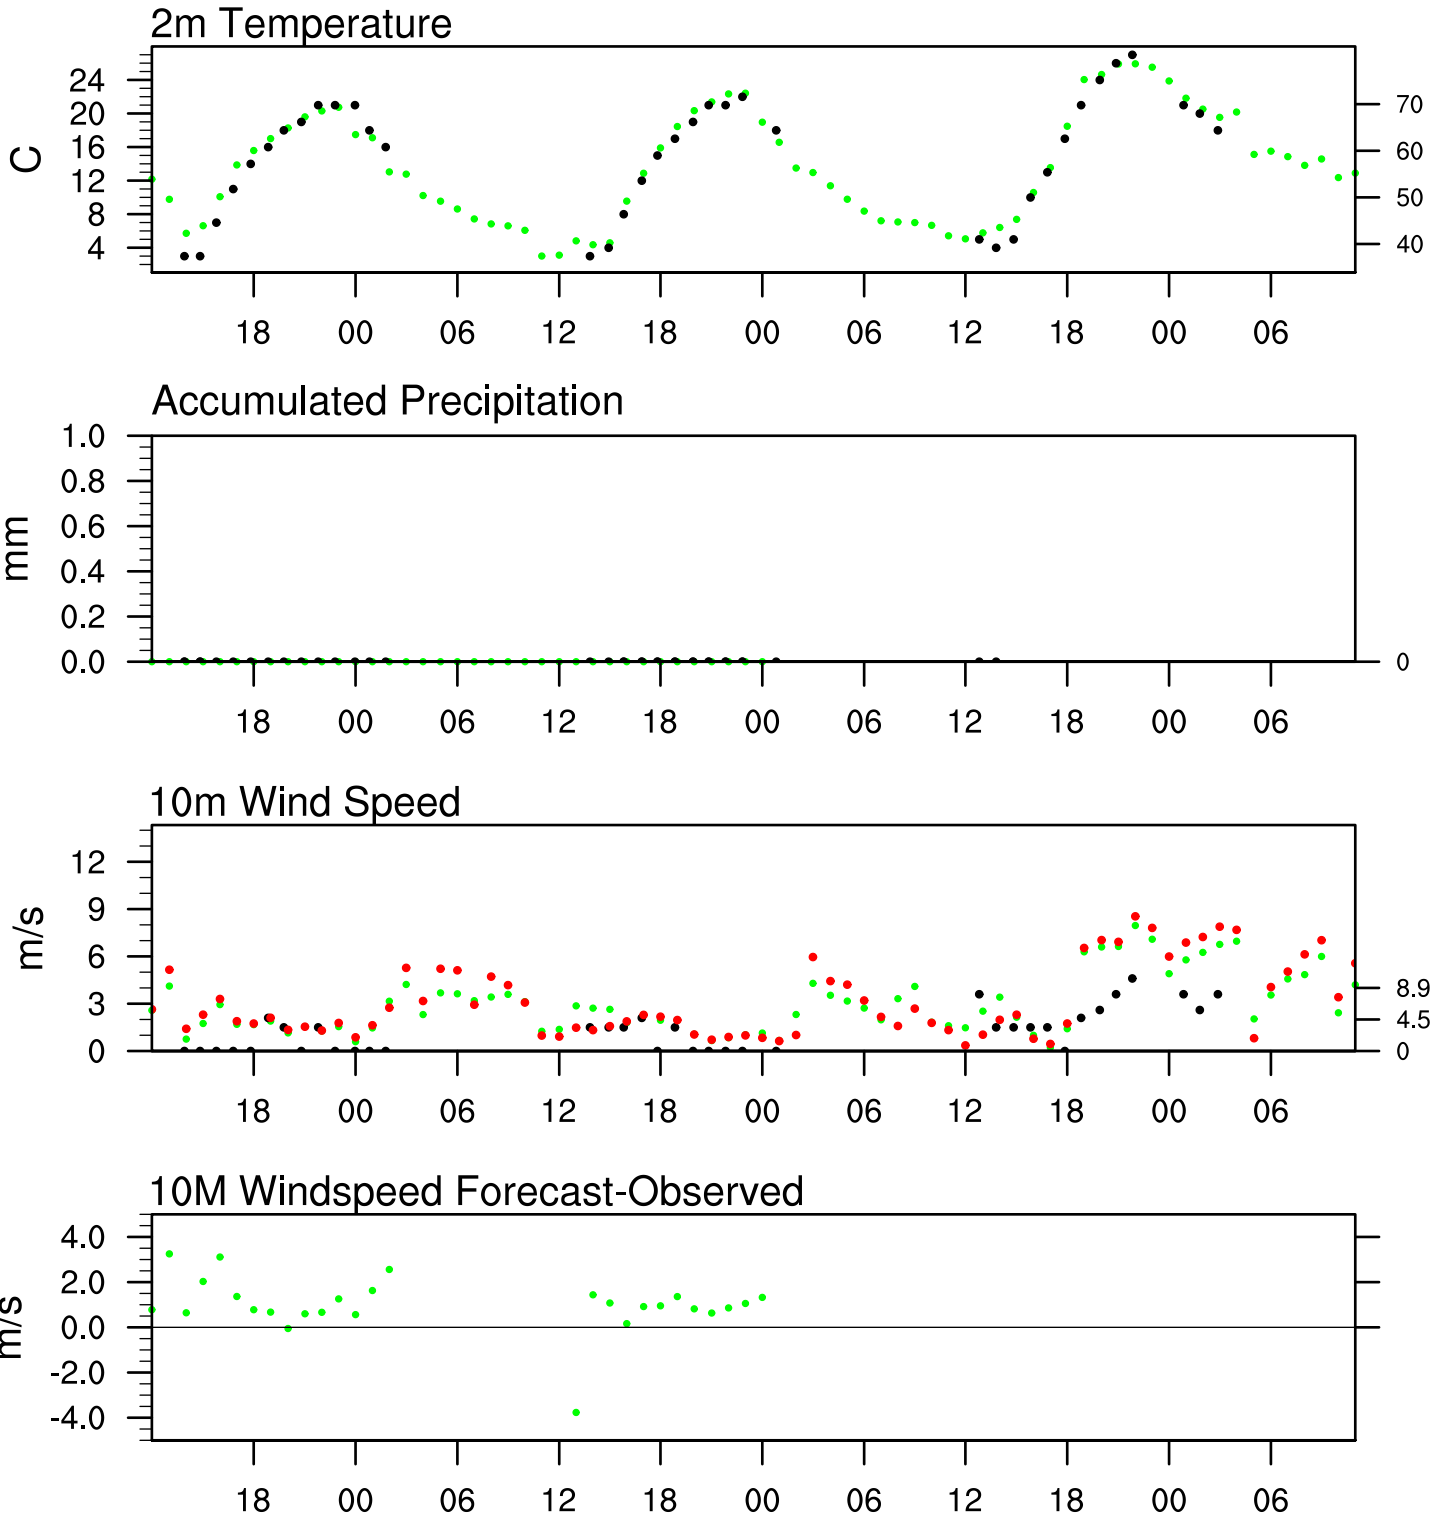 2m Temperature
C
24
20
16
12
8
4
70
60
50
40
18 00 06 12 18 00 06 12 18 00 06
Accumulated Precipitation
mm
1.0
0.8
0.6
0.4
0.2
0.0
0
18 00 06 12 18 00 06 12 18 00 06
10m Wind Speed
m/s
12
9
6
3
0
8.9
4.5
0
18 00 06 12 18 00 06 12 18 00 06
10M Windspeed Forecast-Observed
m/s
4.0
2.0
0.0
-2.0
-4.0
18 00 06 12 18 00 06 12 18 00 06